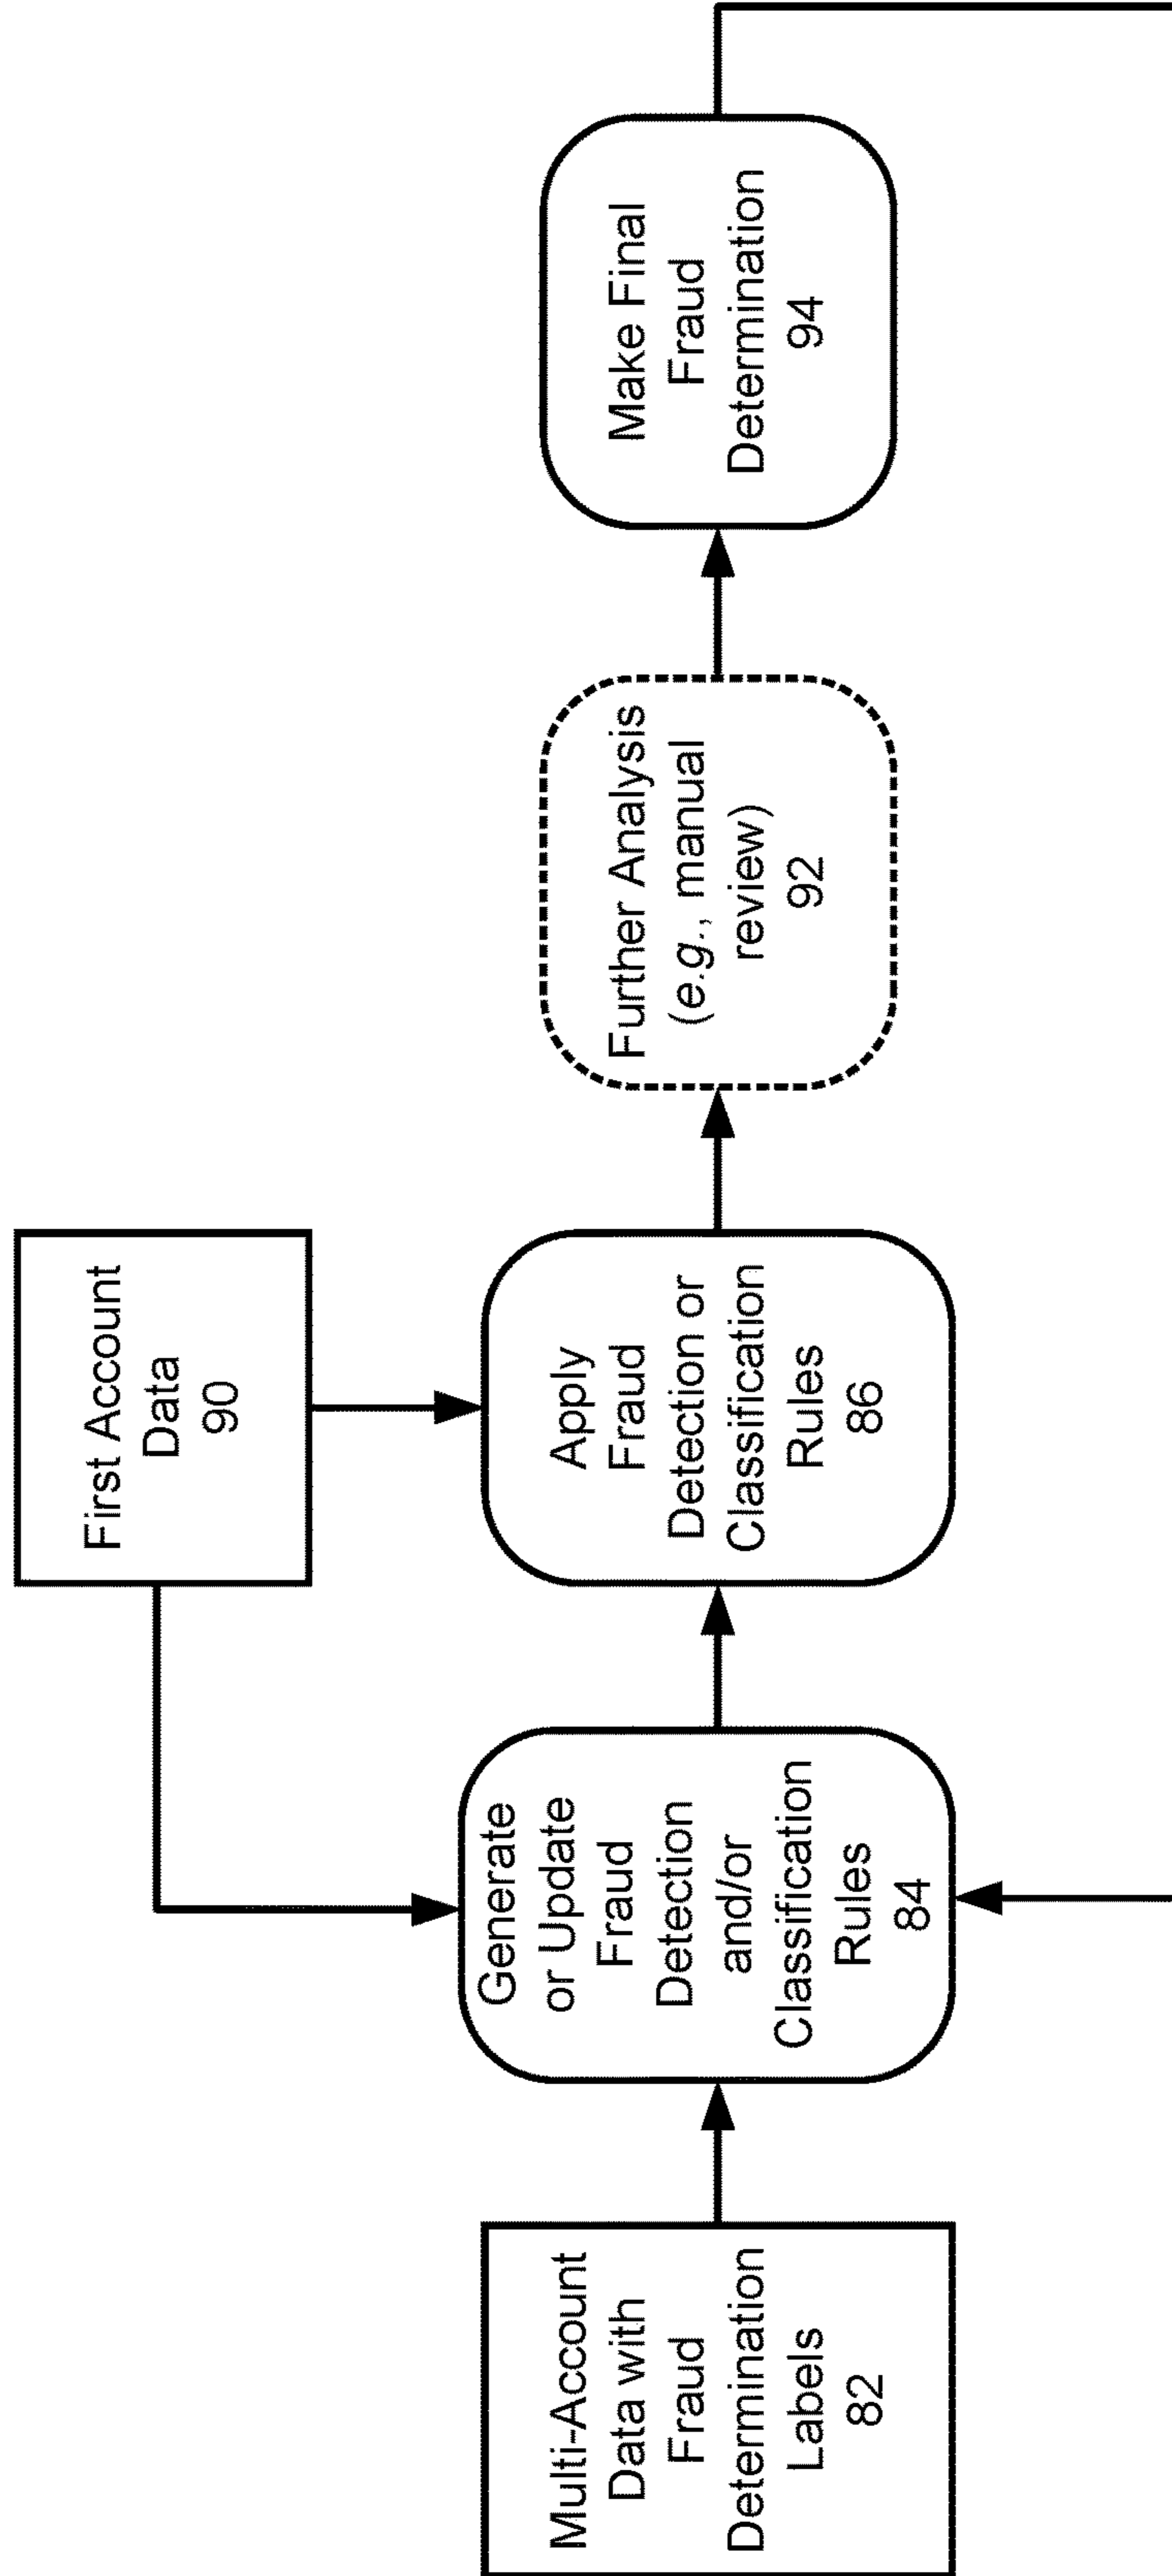 First Account
Data
90
Multi-Account
Data with
Fraud
Determination
Labels
82
Generate
or Update
Fraud
Detection
and/or
Classification
Rules
84
Apply
Fraud
Detection or
Classification
Rules
86
Further Analysis
(e.g., manual
review)
92
Make Final
Fraud
Determination
94